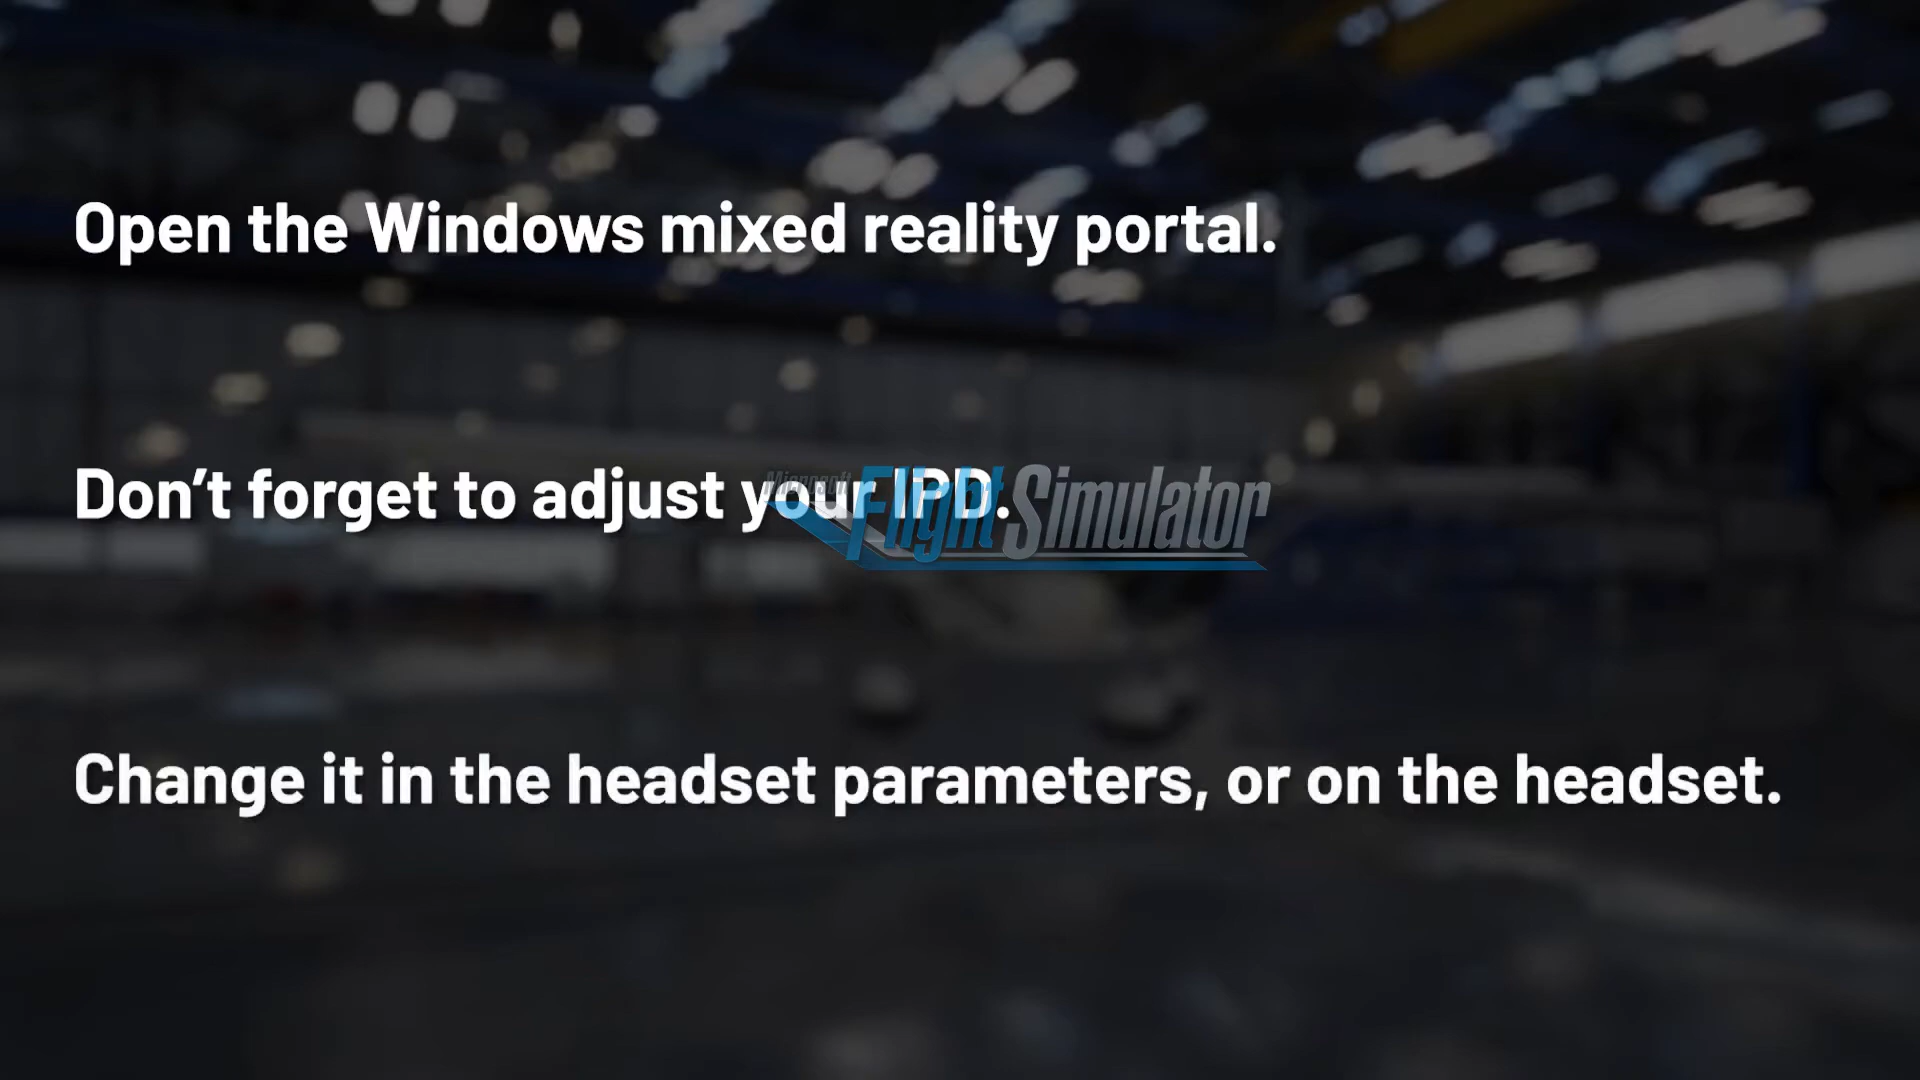 Open the Windows mixed reality portal.
Don’t forget to adjust your IPD.
Microsoft
Flight Simulator
Change it in the headset parameters, or on the headset.